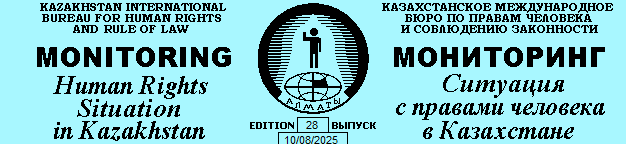 KAZAKHSTAN INTERNATIONAL
BUREAU FOR HUMAN RIGHTS
AND RULE OF LAW
MONITORING
Human Rights
Situation
in Kazakhstan
АЛМАТЫ
EDITION 28 ВЫПУСК
10/08/2025
КАЗАХСТАНСКОЕ МЕЖДУНАРОДНОЕ
БЮРО ПО ПРАВАМ ЧЕЛОВЕКА
И СОБЛЮДЕНИЮ ЗАКОННОСТИ
МОНИТОРИНГ
Ситуация
с правами человека
в Казахстане